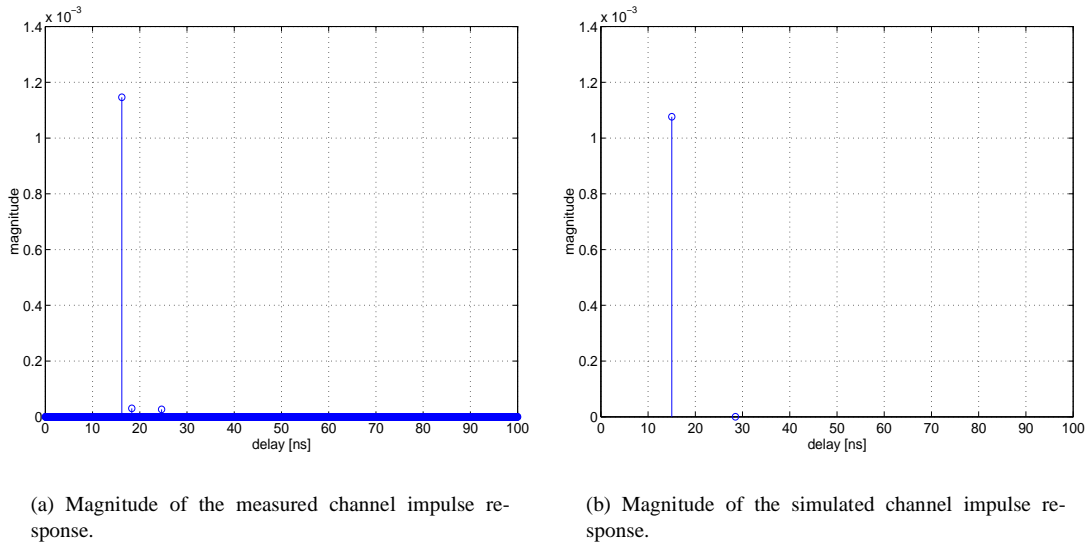 x 10⁻³
1.4
1.2
1
0.8
0.6
0.4
0.2
0
magnitude
0 10 20 30 40 50 60 70 80 90 100
delay [ns]
(a) Magnitude of the measured channel impulse re-
sponse.
x 10⁻³
1.4
1.2
1
0.8
0.6
0.4
0.2
0
magnitude
0 10 20 30 40 50 60 70 80 90 100
delay [ns]
(b) Magnitude of the simulated channel impulse re-
sponse.